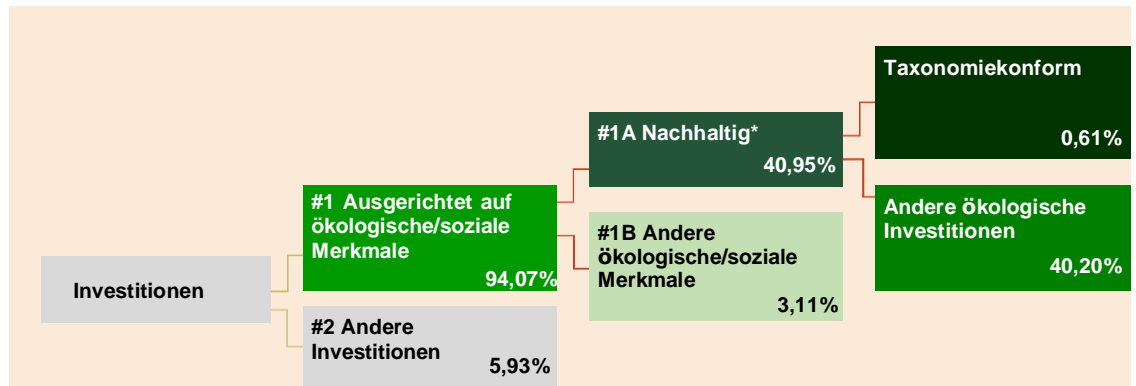 Investitionen
#1 Ausgerichtet auf
ökologische/soziale
Merkmale
94,07%
#2 Andere
Investitionen
5,93%
#1A Nachhaltig*
40,95%
#1B Andere
ökologische/soziale
Merkmale
3,11%
Taxonomiekonform
0,61%
Andere ökologische
Investitionen
40,20%